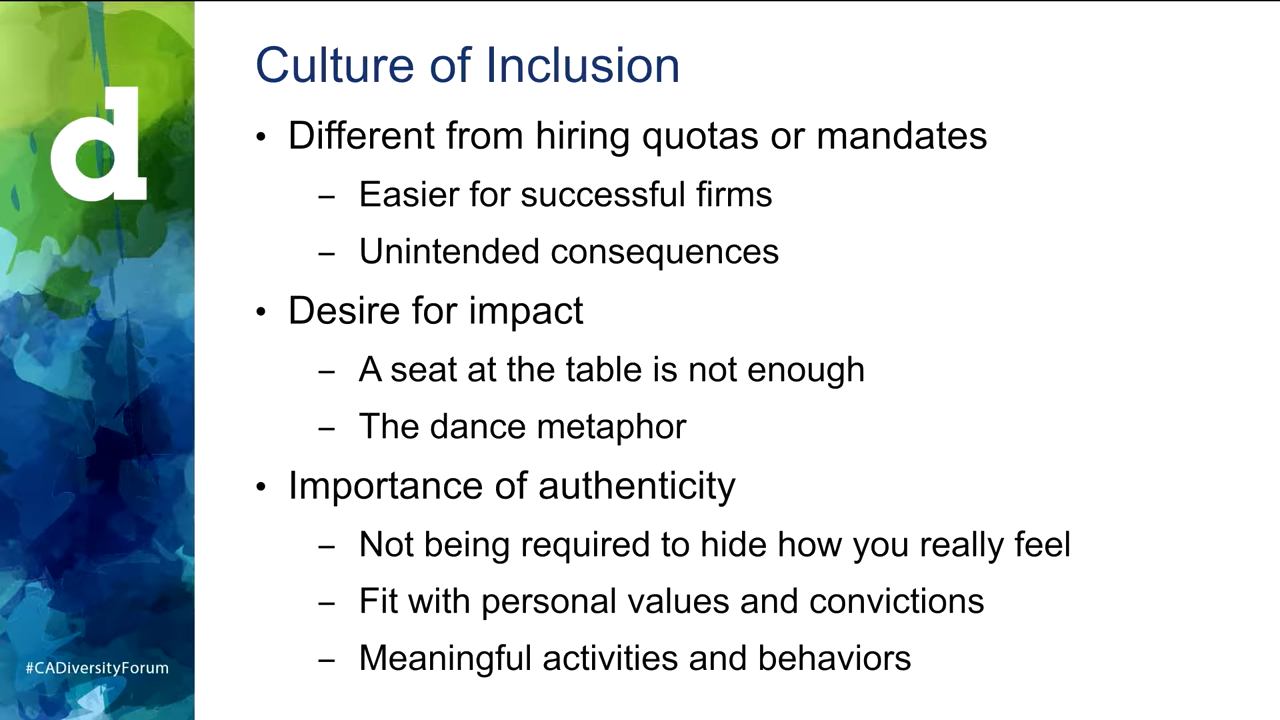 d
Culture of Inclusion
• Different from hiring quotas or mandates
– Easier for successful firms
– Unintended consequences
• Desire for impact
– A seat at the table is not enough
– The dance metaphor
• Importance of authenticity
– Not being required to hide how you really feel
– Fit with personal values and convictions
– Meaningful activities and behaviors
#CADiversityForum